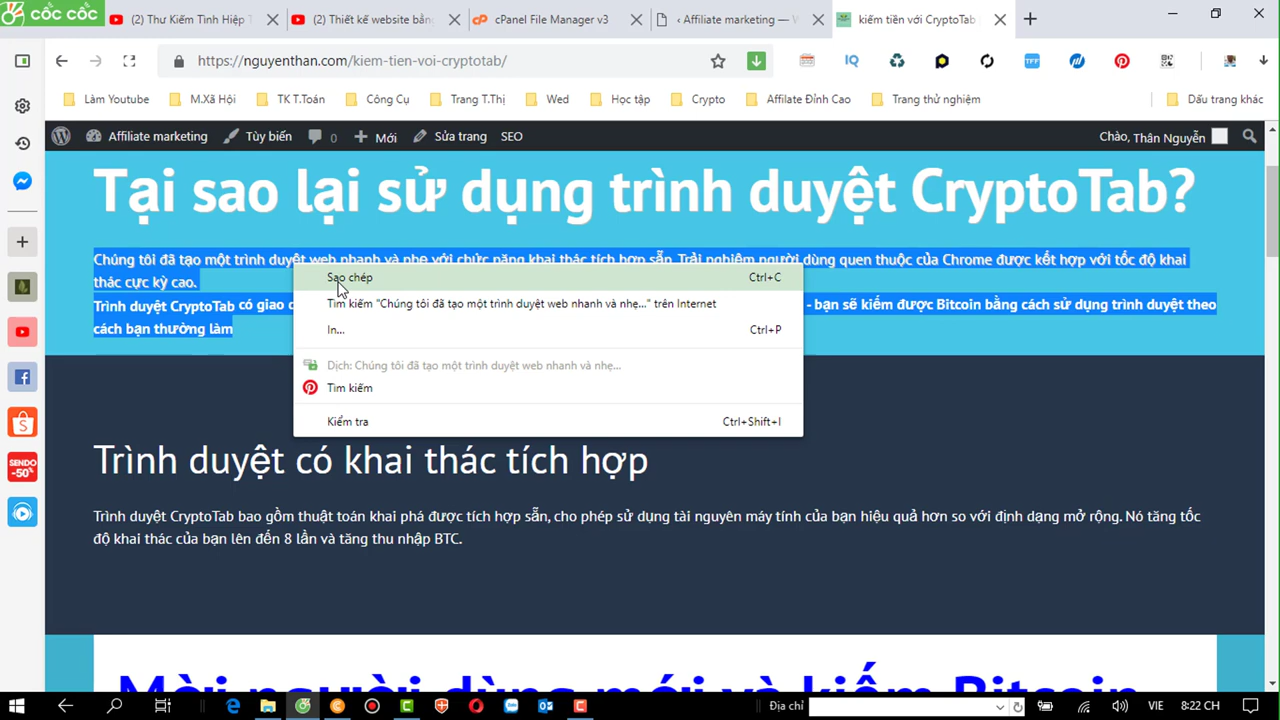 cốc cốc
(2) Thư Kiếm Tình Hiệp T
(2) Thiết kế website bằn
cPanel File Manager v3
‹ Affiliate marketing — W
kiếm tiền với CryptoTab
https://nguyenthan.com/kiem-tien-voi-cryptotab/
IQ
TFF
Làm Youtube
M.Xã Hội
TK T.Toán
Công Cụ
Trang T.Thị
Wed
Học tập
Crypto
Affilate Đỉnh Cao
Trang thử nghiệm
Dấu trang khác
Affiliate marketing
Tùy biến
0
Mới
Sửa trang
SEO
Chào, Thân Nguyễn
Tại sao lại sử dụng trình duyệt CryptoTab?
Chúng tôi đã tạo một trình duyệt web nhanh và nhẹ với chức năng khai thác tích hợp sẵn. Trải nghiệm người dùng quen thuộc của Chrome được kết hợp với tốc độ khai
thác cực kỳ cao.
Trình duyệt CryptoTab có giao d
- bạn sẽ kiếm được Bitcoin bằng cách sử dụng trình duyệt theo
cách bạn thường làm
Sao chép Ctrl+C
Tìm kiếm "Chúng tôi đã tạo một trình duyệt web nhanh và nhẹ..." trên Internet
In... Ctrl+P
Dịch: Chúng tôi đã tạo một trình duyệt web nhanh và nhẹ...
Tìm kiếm
Kiểm tra Ctrl+Shift+I
Trình duyệt có khai thác tích hợp
Trình duyệt CryptoTab bao gồm thuật toán khai phá được tích hợp sẵn, cho phép sử dụng tài nguyên máy tính của bạn hiệu quả hơn so với định dạng mở rộng. Nó tăng tốc
độ khai thác của bạn lên đến 8 lần và tăng thu nhập BTC.
SENDO
-50%
Mời người dùng mới và kiếm Bitcoin
Địa chỉ
VIE
8:22 CH